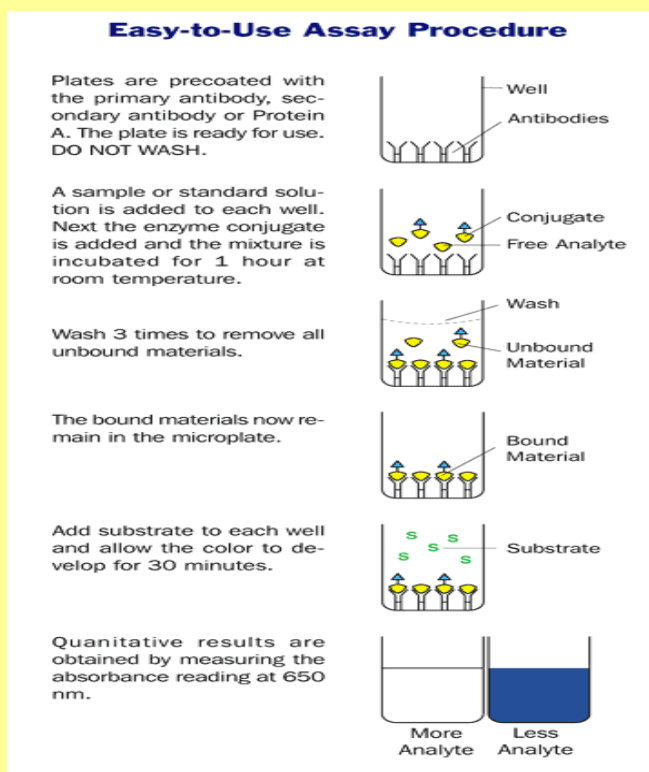 Easy-to-Use Assay Procedure
Plates are precoated with
the primary antibody, sec-
ondary antibody or Protein
A. The plate is ready for use.
DO NOT WASH.
Well
Antibodies
A sample or standard solu-
tion is added to each well.
Next the enzyme conjugate
is added and the mixture is
incubated for 1 hour at
room temperature.
Conjugate
Free Analyte
Wash 3 times to remove all
unbound materials.
Wash
Unbound
Material
The bound materials now re-
main in the microplate.
Bound
Material
Add substrate to each well
and allow the color to de-
velop for 30 minutes.
S S
S
S S
Substrate
Quanitative results are
obtained by measuring the
absorbance reading at 650
nm.
More
Analyte
Less
Analyte